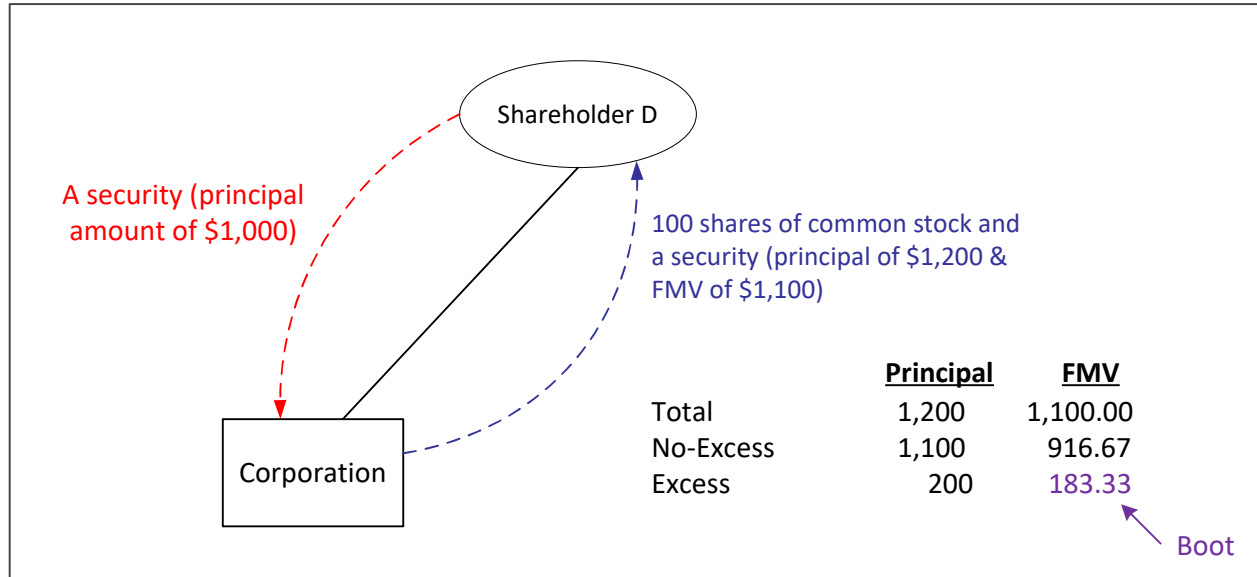 Shareholder D
A security (principal
amount of $1,000)
100 shares of common stock and
a security (principal of $1,200 &
FMV of $1,100)
Corporation
Principal FMV
Total 1,200 1,100.00
No-Excess 1,100 916.67
Excess 200 183.33
Boot